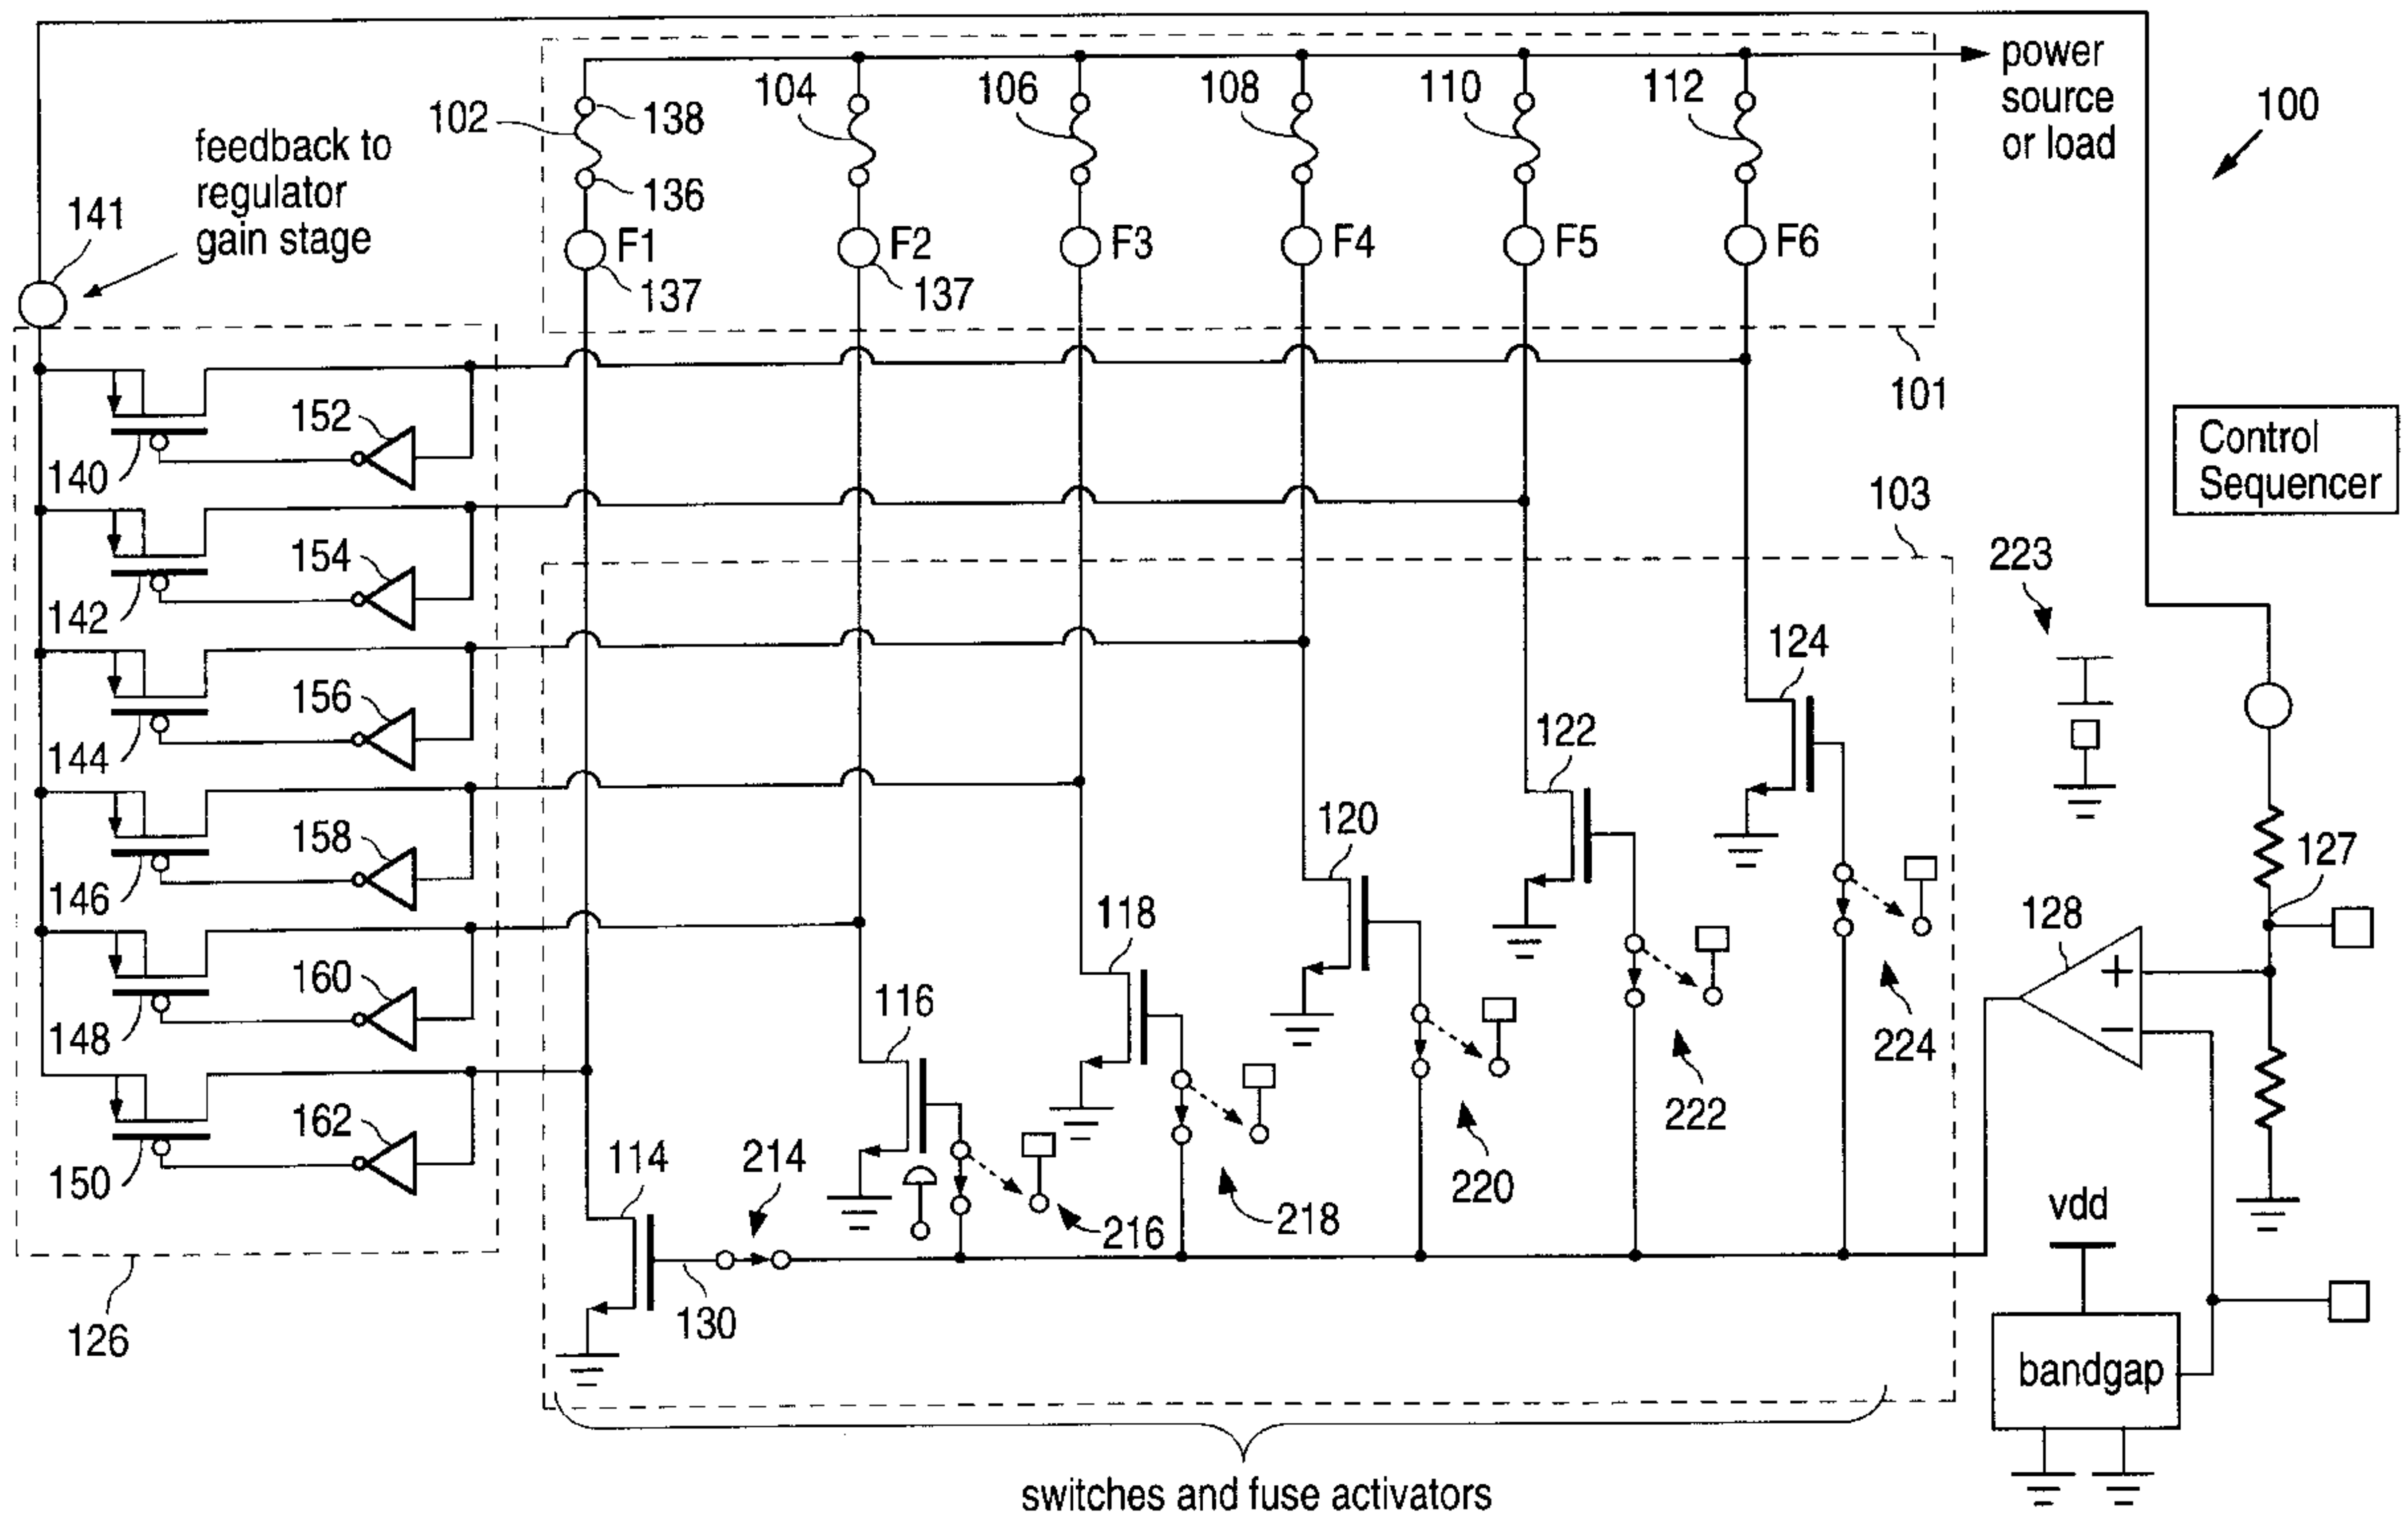 power
source
or load
100
feedback to
regulator
gain stage
141
102
138
136
104
106
108
110
112
F1
137
F2
137
F3
F4
F5
F6
101
152
140
154
142
156
144
158
146
160
148
162
150
126
Control
Sequencer
103
223
124
122
120
118
116
114
214
130
216
218
220
222
224
127
128
+
−
vdd
bandgap
switches and fuse activators